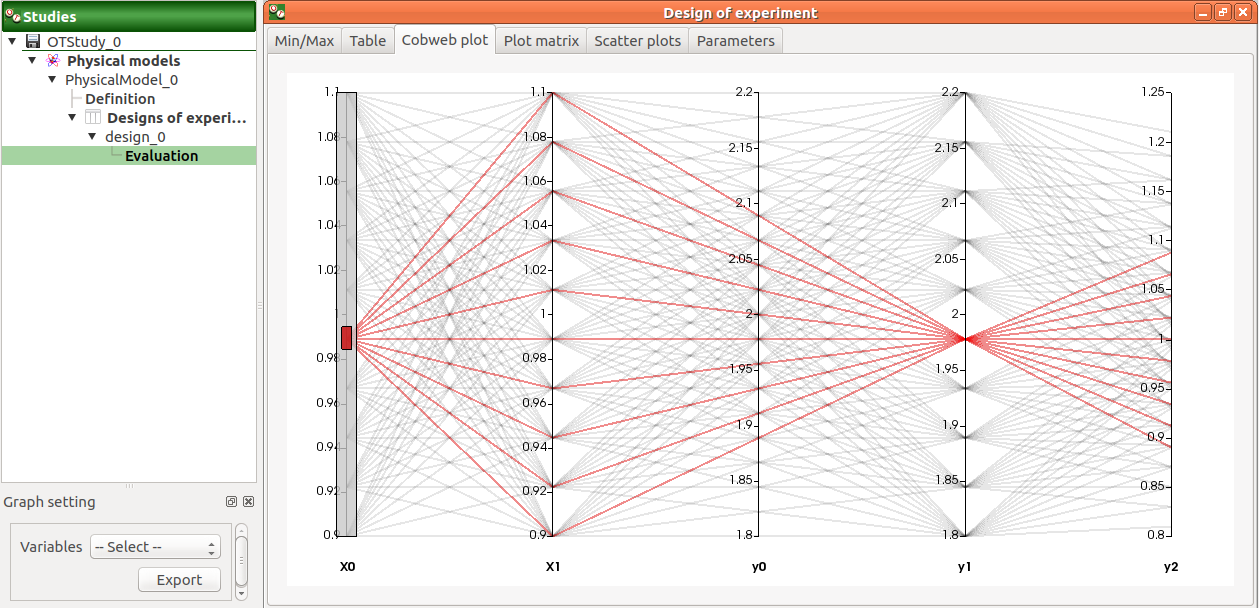 Studies
OTStudy_0
Physical models
PhysicalModel_0
Definition
Designs of experi...
design_0
Evaluation
Graph setting
Variables -- Select --
Export
Design of experiment
Min/Max Table Cobweb plot Plot matrix Scatter plots Parameters
1.1 1.1 2.2 2.2 1.25
1.08 1.08 2.15 2.15 1.2
1.06 1.06 2.1 2.1 1.15
1.04 1.04 2.05 2.05 1.1
1.02 1.02 2 2 1.05
1 1 1.95 1.95 1
0.98 0.98 1.9 1.9 0.95
0.96 0.96 1.85 1.85 0.9
0.94 0.94 1.8 1.8 0.85
0.92 0.92 0.8
0.9 0.9
X0 X1 y0 y1 y2